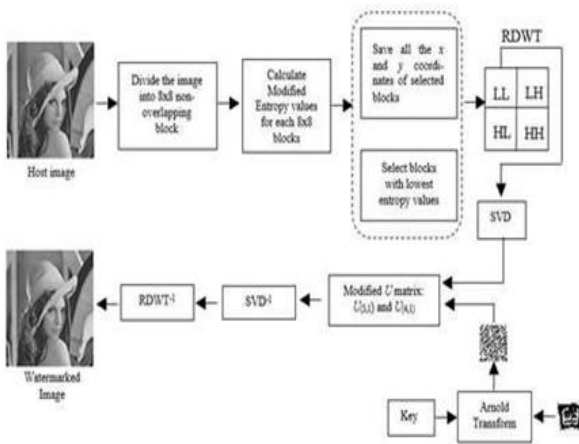 RDWT
Divide the image
into 8x8 non-
overlapping
block
Calculate
Modified
Entropy values
for each 8x8
blocks
Save all the x
and y coordi-
nates of selected
blocks
LL LH
HL HH
Host image
Select blocks
with lowest
entropy values
SVD
RDWT-1
SVD-1
Modified U matrix:
U(3,1) and U(4,1)
Watermarked
Image
Key
Arnold
Transform